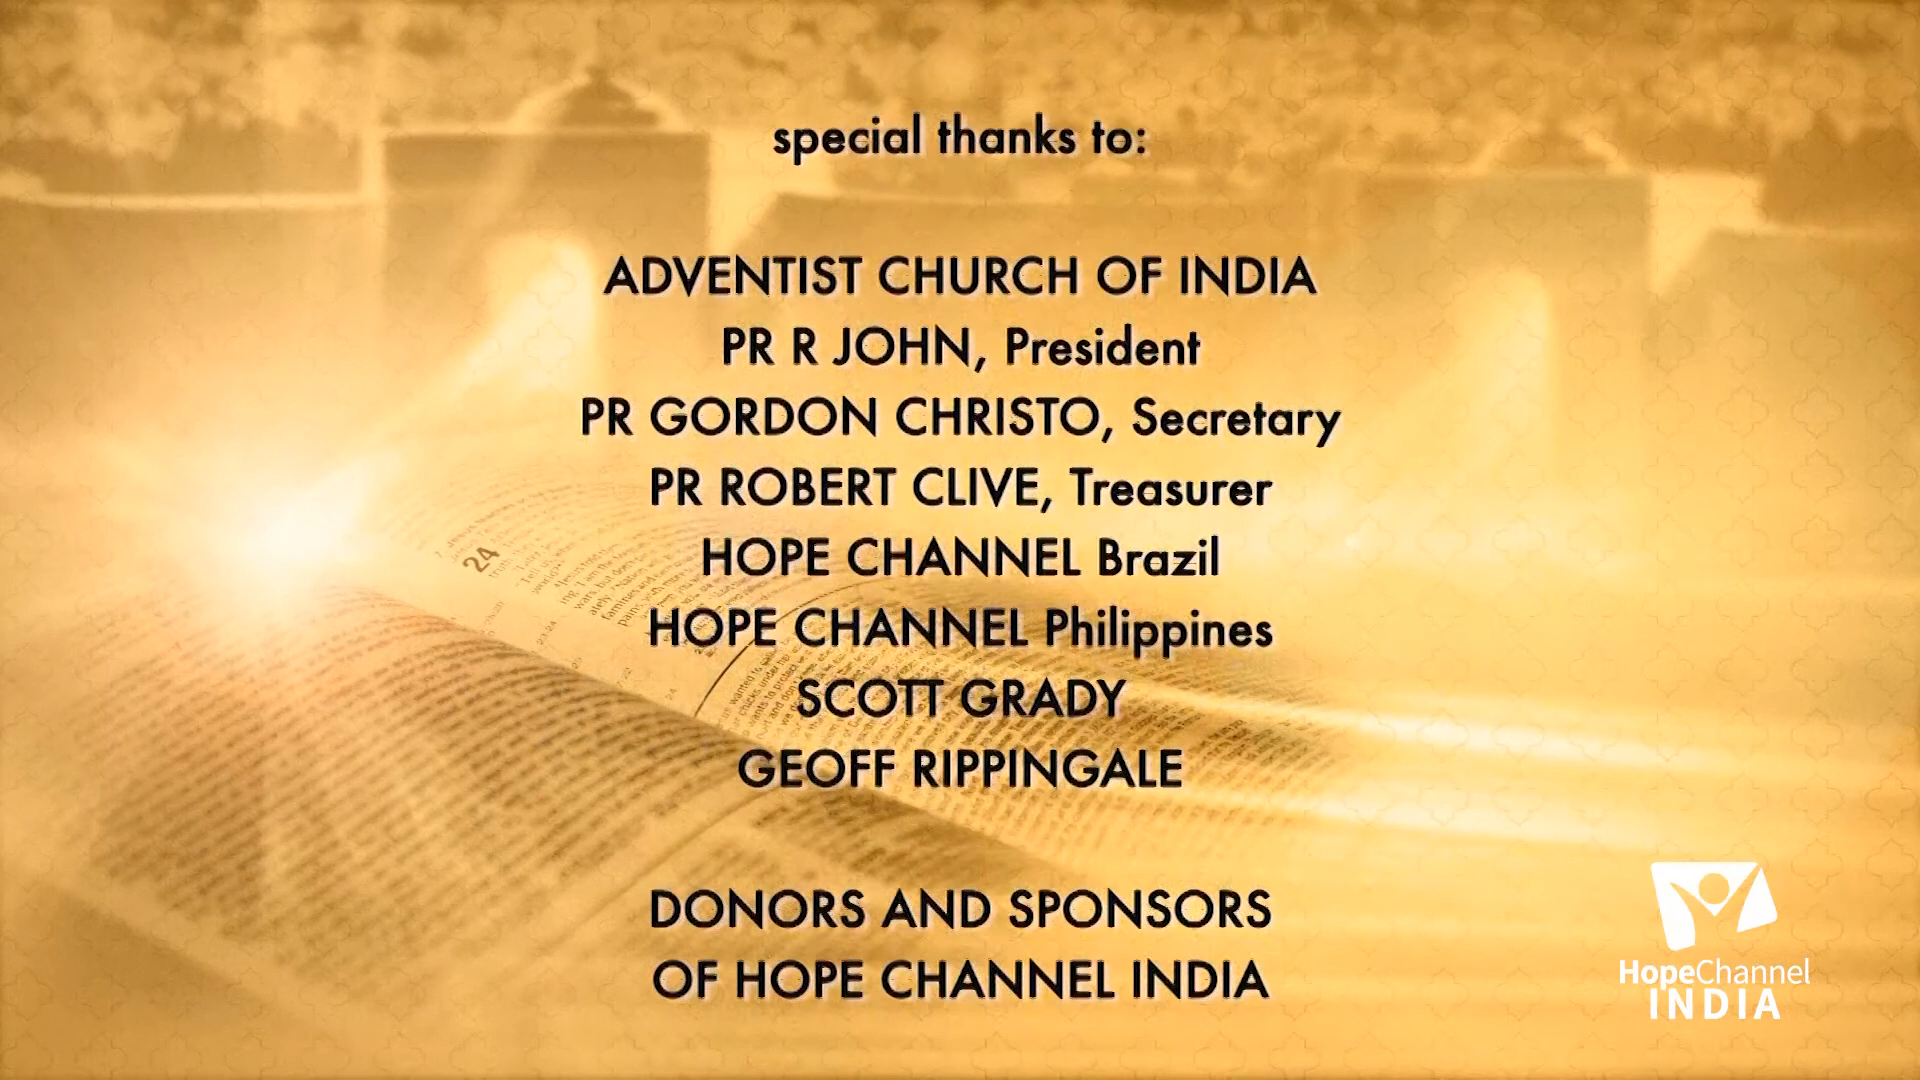 special thanks to:
ADVENTIST CHURCH OF INDIA
PR R JOHN, President
PR GORDON CHRISTO, Secretary
PR ROBERT CLIVE, Treasurer
HOPE CHANNEL Brazil
HOPE CHANNEL Philippines
SCOTT GRADY
GEOFF RIPPINGALE
DONORS AND SPONSORS
OF HOPE CHANNEL INDIA
HopeChannel
INDIA
24